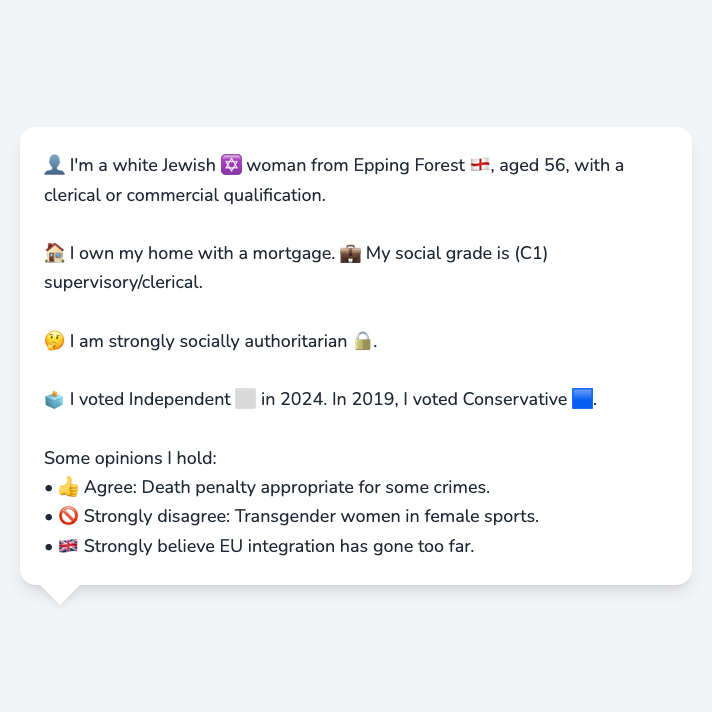 👤 I'm a white Jewish ✡️ woman from Epping Forest 🏴󠁧󠁢󠁥󠁮󠁧󠁿, aged 56, with a
clerical or commercial qualification.
🏠 I own my home with a mortgage. 💼 My social grade is (C1)
supervisory/clerical.
🤔 I am strongly socially authoritarian 🔒.
🗳️ I voted Independent ⬜ in 2024. In 2019, I voted Conservative 🟦.
Some opinions I hold:
• 👍 Agree: Death penalty appropriate for some crimes.
• 🚫 Strongly disagree: Transgender women in female sports.
• 🇬🇧 Strongly believe EU integration has gone too far.